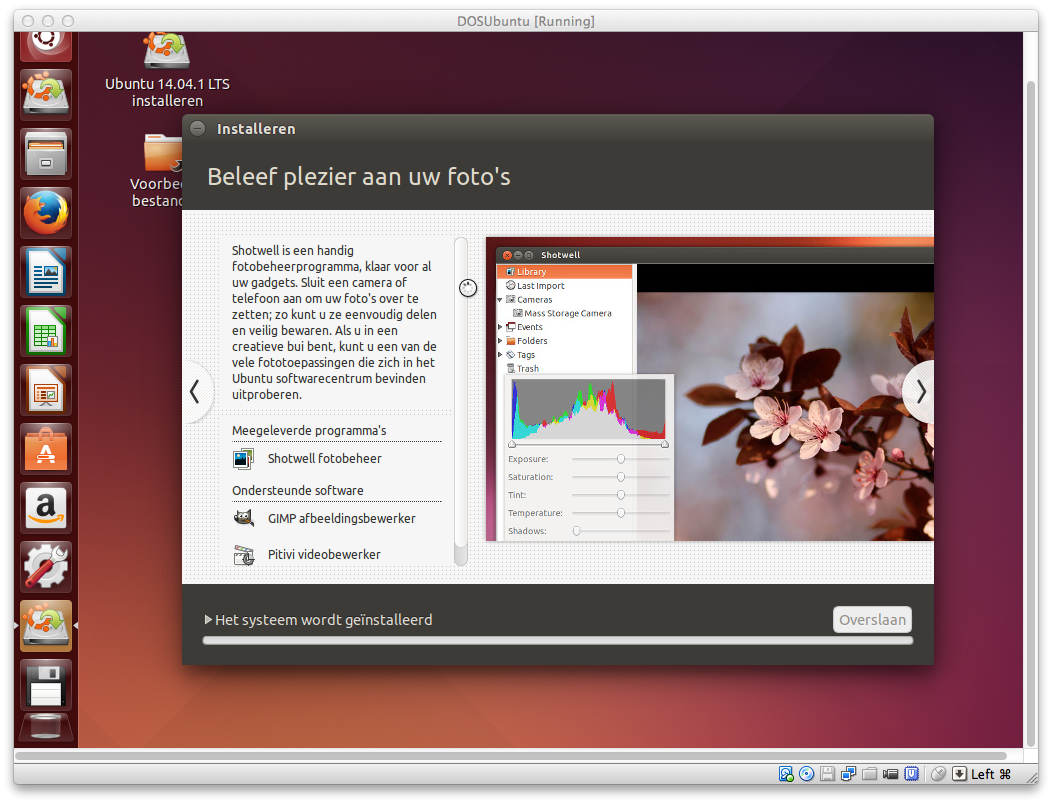 DOSUbuntu [Running]
Ubuntu 14.04.1 LTS
installeren
Installeren
Voorbe
bestan
Beleef plezier aan uw foto's
Shotwell is een handig
fotobeheerprogramma, klaar voor al
uw gadgets. Sluit een camera of
telefoon aan om uw foto's over te
zetten; zo kunt u ze eenvoudig delen
en veilig bewaren. Als u in een
creatieve bui bent, kunt u een van de
vele fototoepassingen die zich in het
Ubuntu softwarecentrum bevinden
uitproberen.
Meegeleverde programma's
Shotwell fotobeheer
Ondersteunde software
GIMP afbeeldingsbewerker
Pitivi videobewerker
Shotwell
Library
Last Import
Cameras
Mass Storage Camera
Events
Folders
Tags
Trash
Exposure:
Saturation:
Tint:
Temperature:
Shadows:
Het systeem wordt geïnstalleerd
Overslaan
Left ⌘